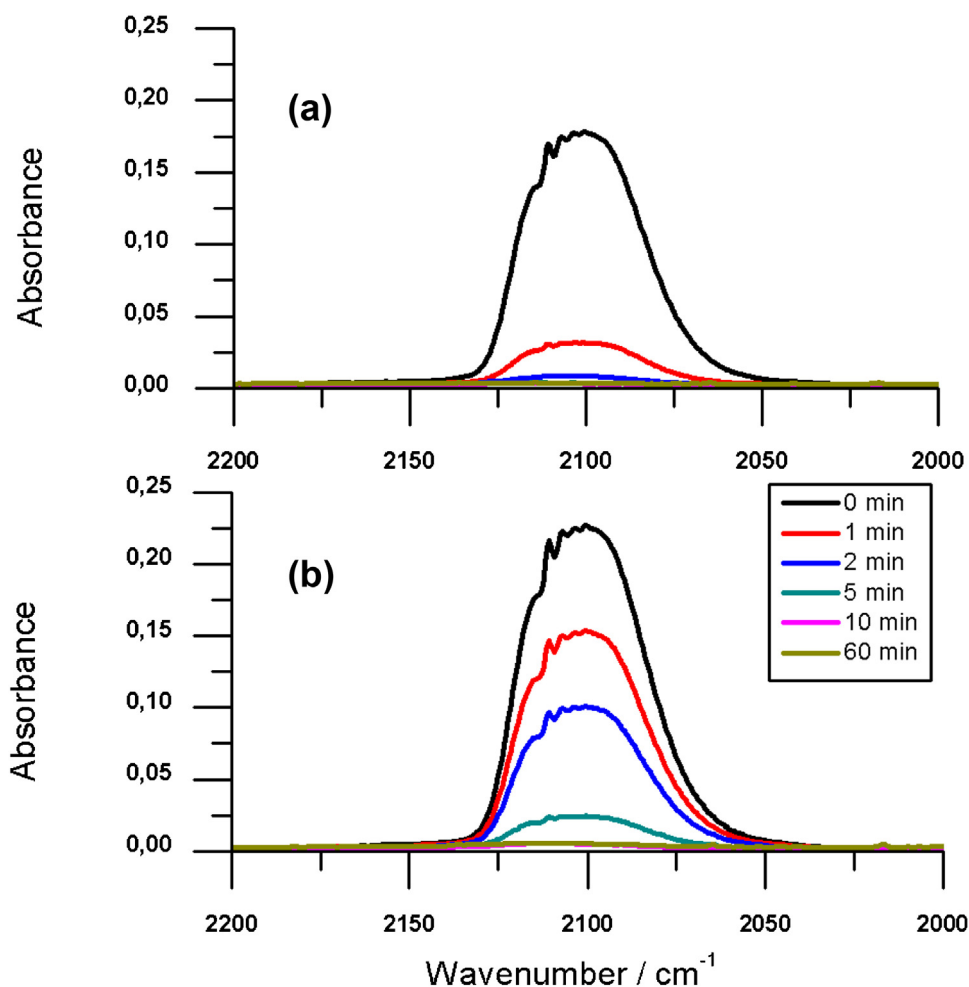 0,25
0,20
(a)
0,15
Absorbance
0,10
0,05
0,00
2200 2150 2100 2050 2000
0,25
0 min
0,20
1 min
(b)
2 min
0,15
5 min
10 min
Absorbance
60 min
0,10
0,05
0,00
2200 2150 2100 2050 2000
Wavenumber / cm⁻¹